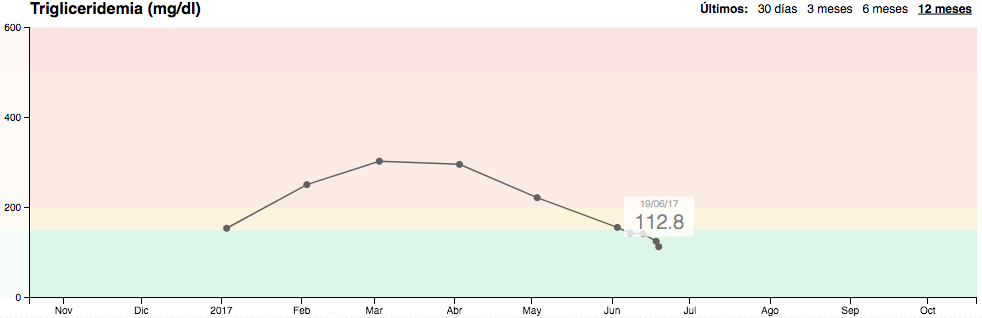 Trigliceridemia (mg/dl)
Últimos: 30 días 3 meses 6 meses 12 meses
600
400
200
0
19/06/17
112.8
Nov Dic 2017 Feb Mar Abr May Jun Jul Ago Sep Oct